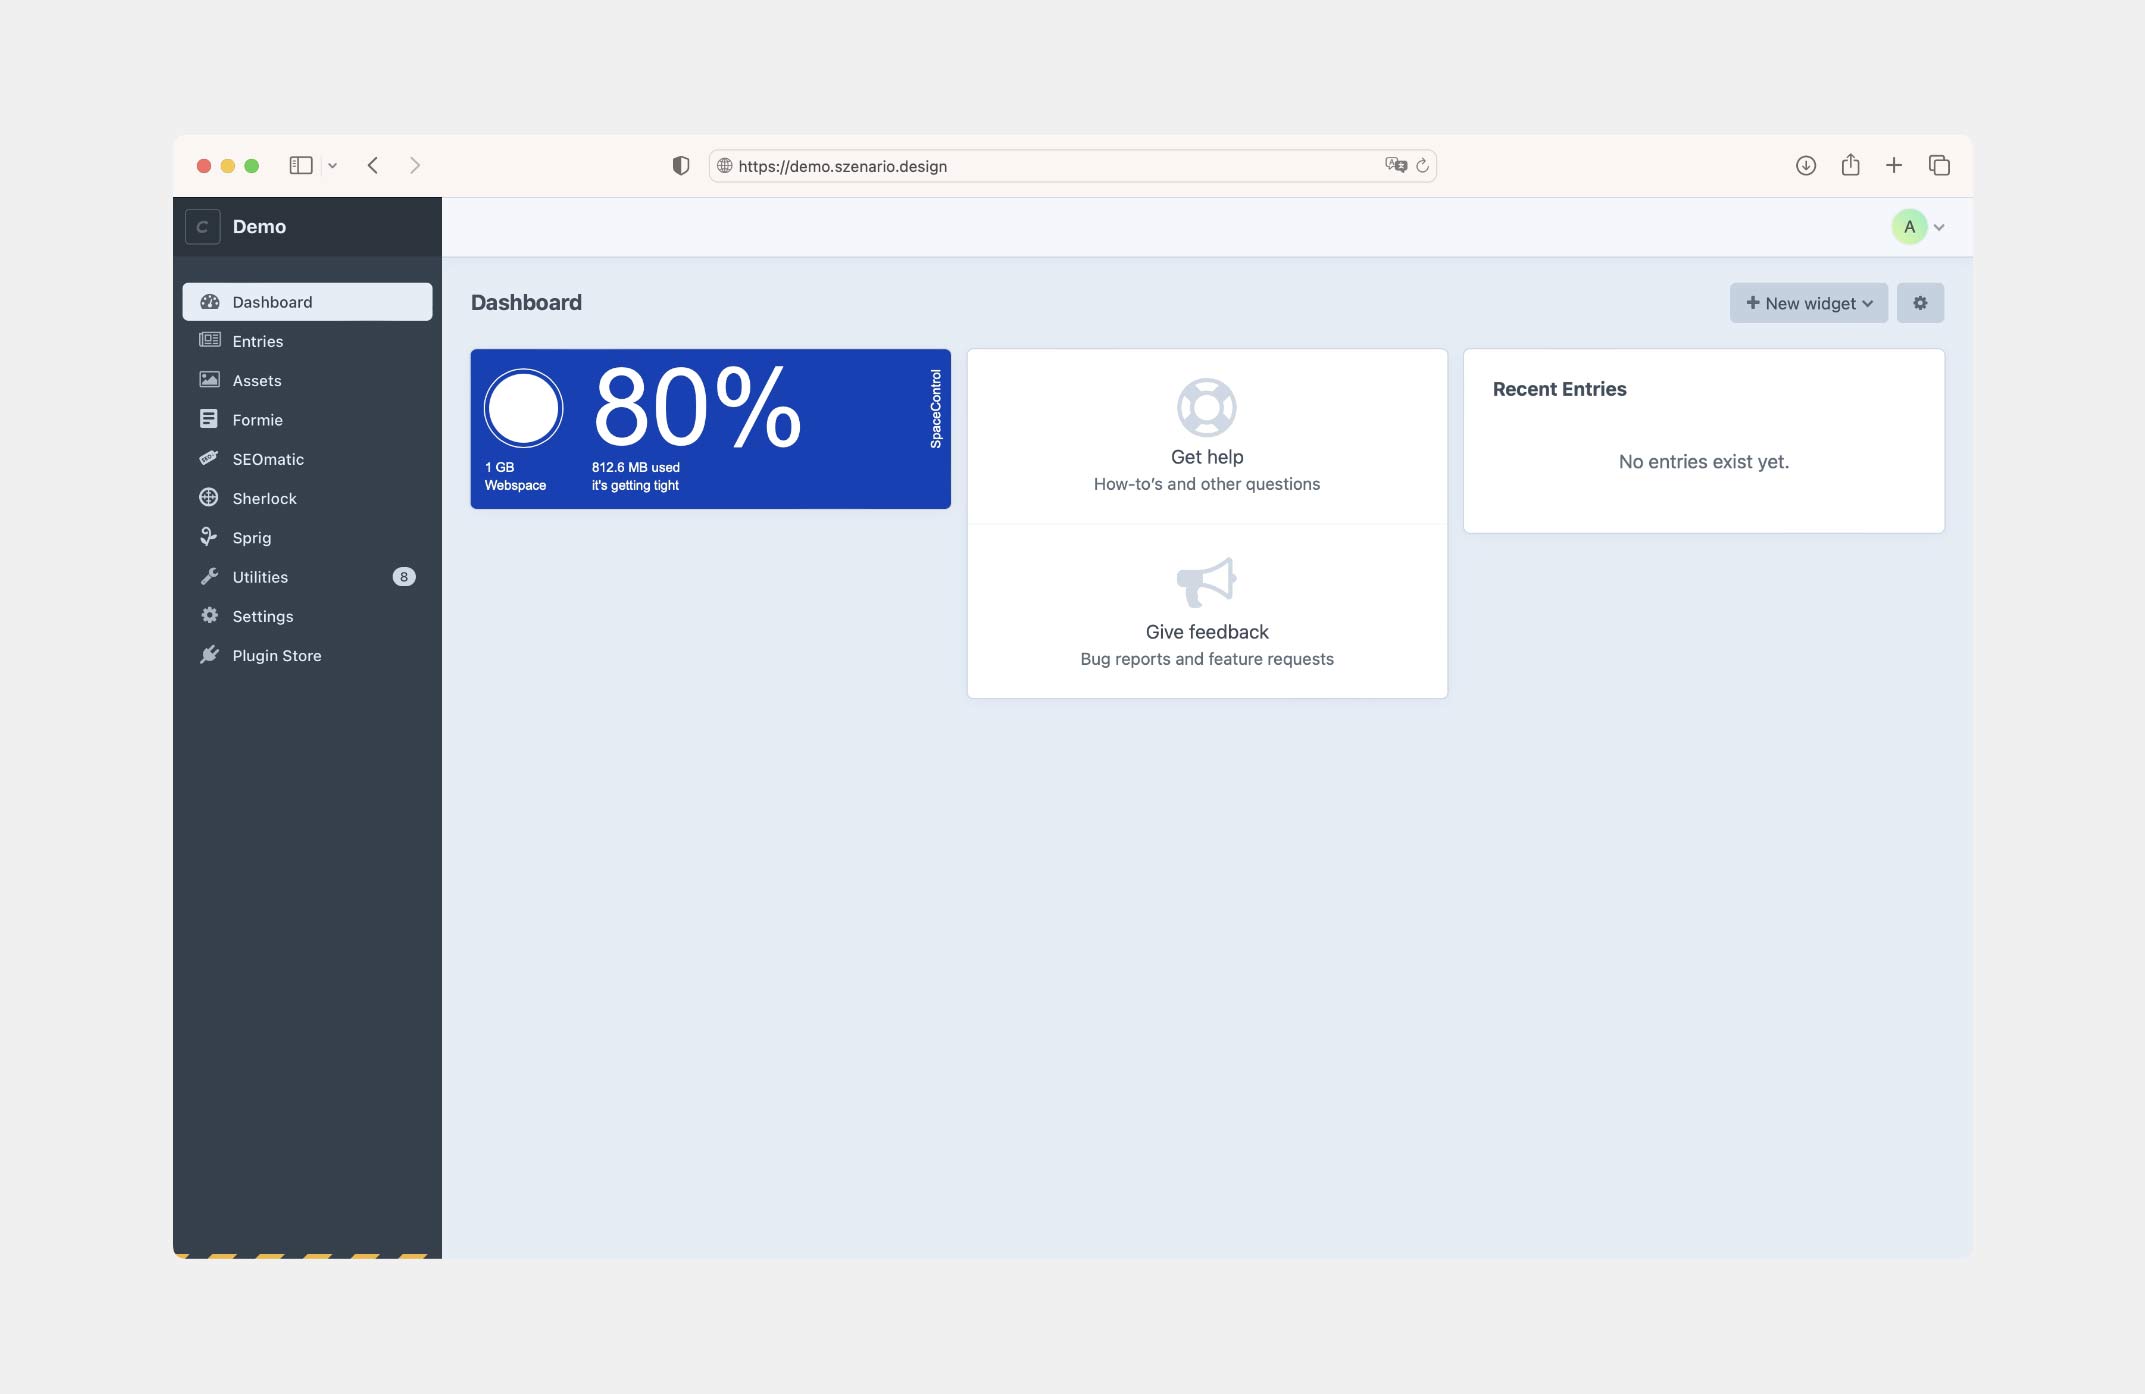 https://demo.szenario.design
C
Demo
A
Dashboard
Entries
Assets
Formie
SEOmatic
Sherlock
Sprig
Utilities
8
Settings
Plugin Store
Dashboard
New widget
80%
SpaceControl
1 GB
Webspace
812.6 MB used
it's getting tight
Get help
How-to’s and other questions
Give feedback
Bug reports and feature requests
Recent Entries
No entries exist yet.